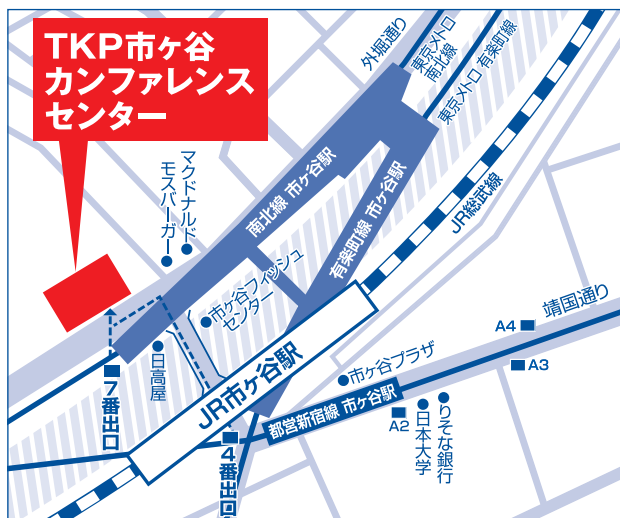 TKP市ヶ谷
カンファレンス
センター
外堀通り
東京メトロ
南北線
東京メトロ 有楽町線
マクドナルド
モスバーガー
南北線 市ヶ谷駅
有楽町線 市ヶ谷駅
JR総武線
市ヶ谷フィッシュ
センター
靖国通り
A4
A3
日高屋
7番出口
JR市ヶ谷駅
市ヶ谷プラザ
都営新宿線 市ヶ谷駅
A2
日本大学
りそな銀行
4番出口